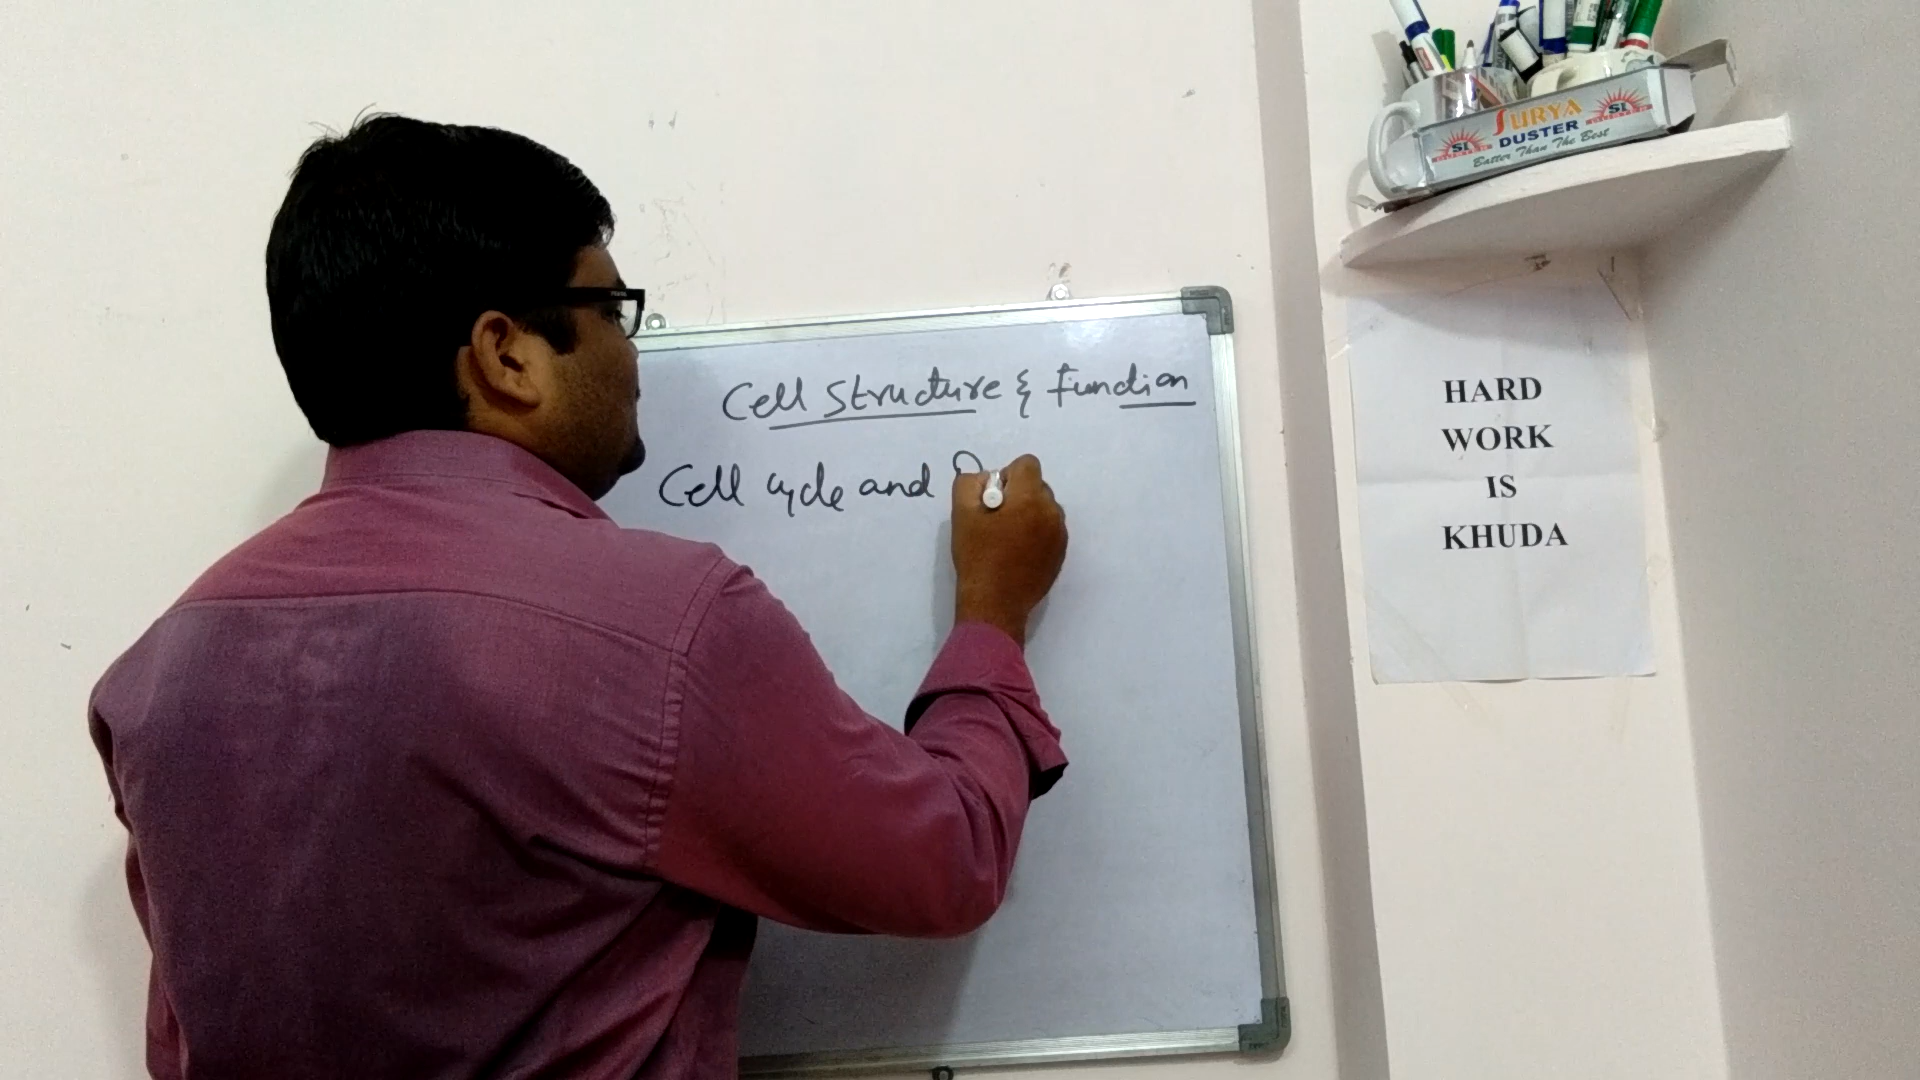 Cell Structure & Function
Cell cycle and
SURYA
SI DUSTER SI
Batter Than The Best
HARD
WORK
IS
KHUDA